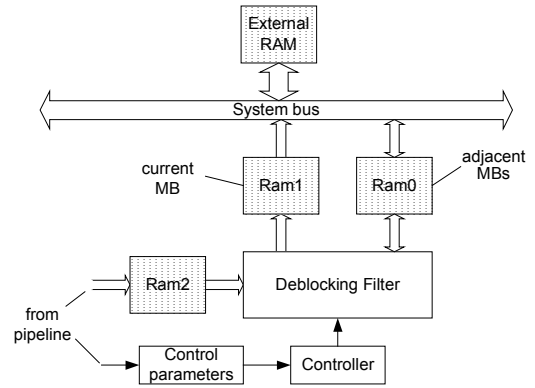 External
RAM
System bus
current
MB
Ram1
Ram0
adjacent
MBs
Ram2
Deblocking Filter
from
pipeline
Control
parameters
Controller